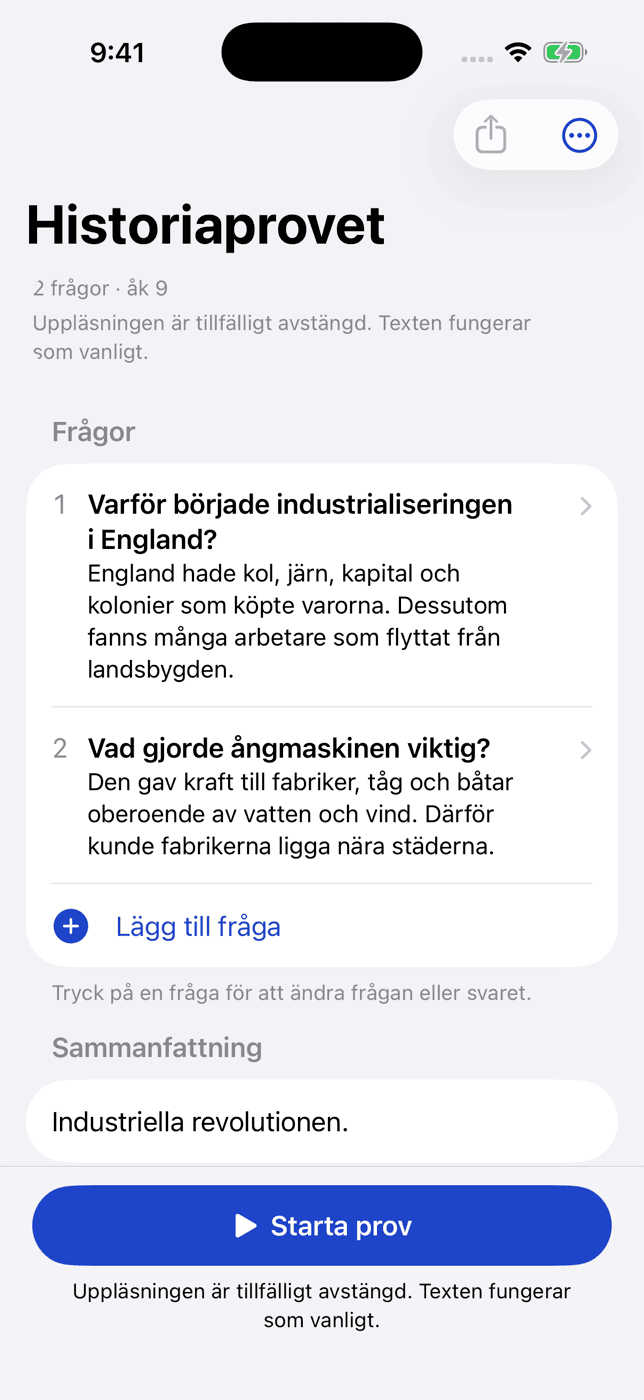 9:41
Historiaprovet
2 frågor · åk 9
Uppläsningen är tillfälligt avstängd. Texten fungerar
som vanligt.
Frågor
1 Varför började industrialiseringen
i England?
England hade kol, järn, kapital och
kolonier som köpte varorna. Dessutom
fanns många arbetare som flyttat från
landsbygden.
2 Vad gjorde ångmaskinen viktig?
Den gav kraft till fabriker, tåg och båtar
oberoende av vatten och vind. Därför
kunde fabrikerna ligga nära städerna.
Lägg till fråga
Tryck på en fråga för att ändra frågan eller svaret.
Sammanfattning
Industriella revolutionen.
Starta prov
Uppläsningen är tillfälligt avstängd. Texten fungerar
som vanligt.